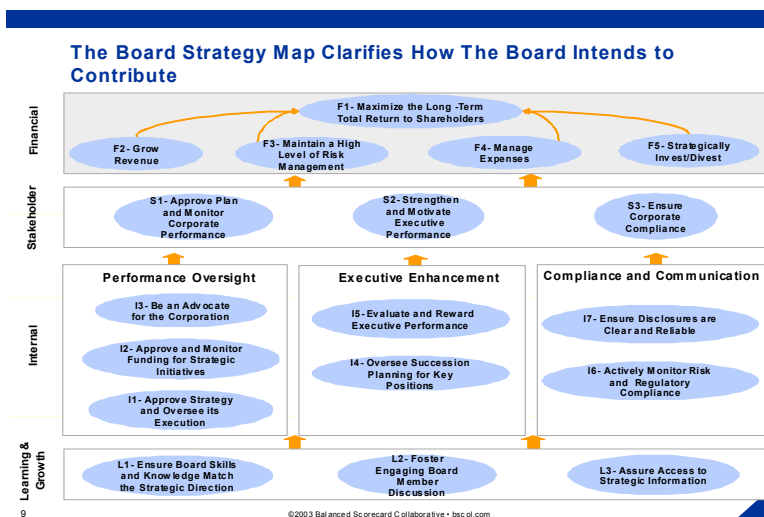 The Board Strategy Map Clarifies How The Board Intends to
Contribute
Financial
F1- Maximize the Long -Term
Total Return to Shareholders
F2- Grow
Revenue
F3- Maintain a High
Level of Risk
Management
F4- Manage
Expenses
F5- Strategically
Invest/Divest
Stakeholder
S1- Approve Plan
and Monitor
Corporate
Performance
S2- Strengthen
and Motivate
Executive
Performance
S3- Ensure
Corporate
Compliance
Internal
Performance Oversight
I3- Be an Advocate
for the Corporation
I2- Approve and Monitor
Funding for Strategic
Initiatives
I1- Approve Strategy
and Oversee its
Execution
Executive Enhancement
I5- Evaluate and Reward
Executive Performance
I4- Oversee Succession
Planning for Key
Positions
Compliance and Communication
I7- Ensure Disclosures are
Clear and Reliable
I6- Actively Monitor Risk
and Regulatory
Compliance
Learning &
Growth
L1- Ensure Board Skills
and Knowledge Match
the Strategic Direction
L2- Foster
Engaging Board
Member
Discussion
L3- Assure Access to
Strategic Information
9
©2003 Balanced Scorecard Collaborative • bscol.com